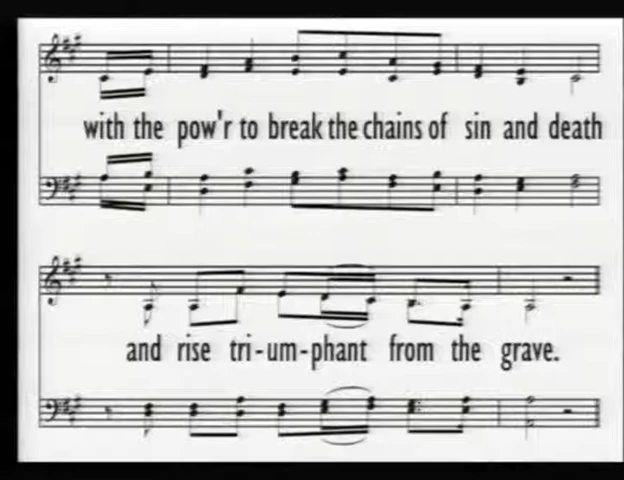 with the pow'r to break the chains of sin and death
and rise tri-um-phant from the grave.